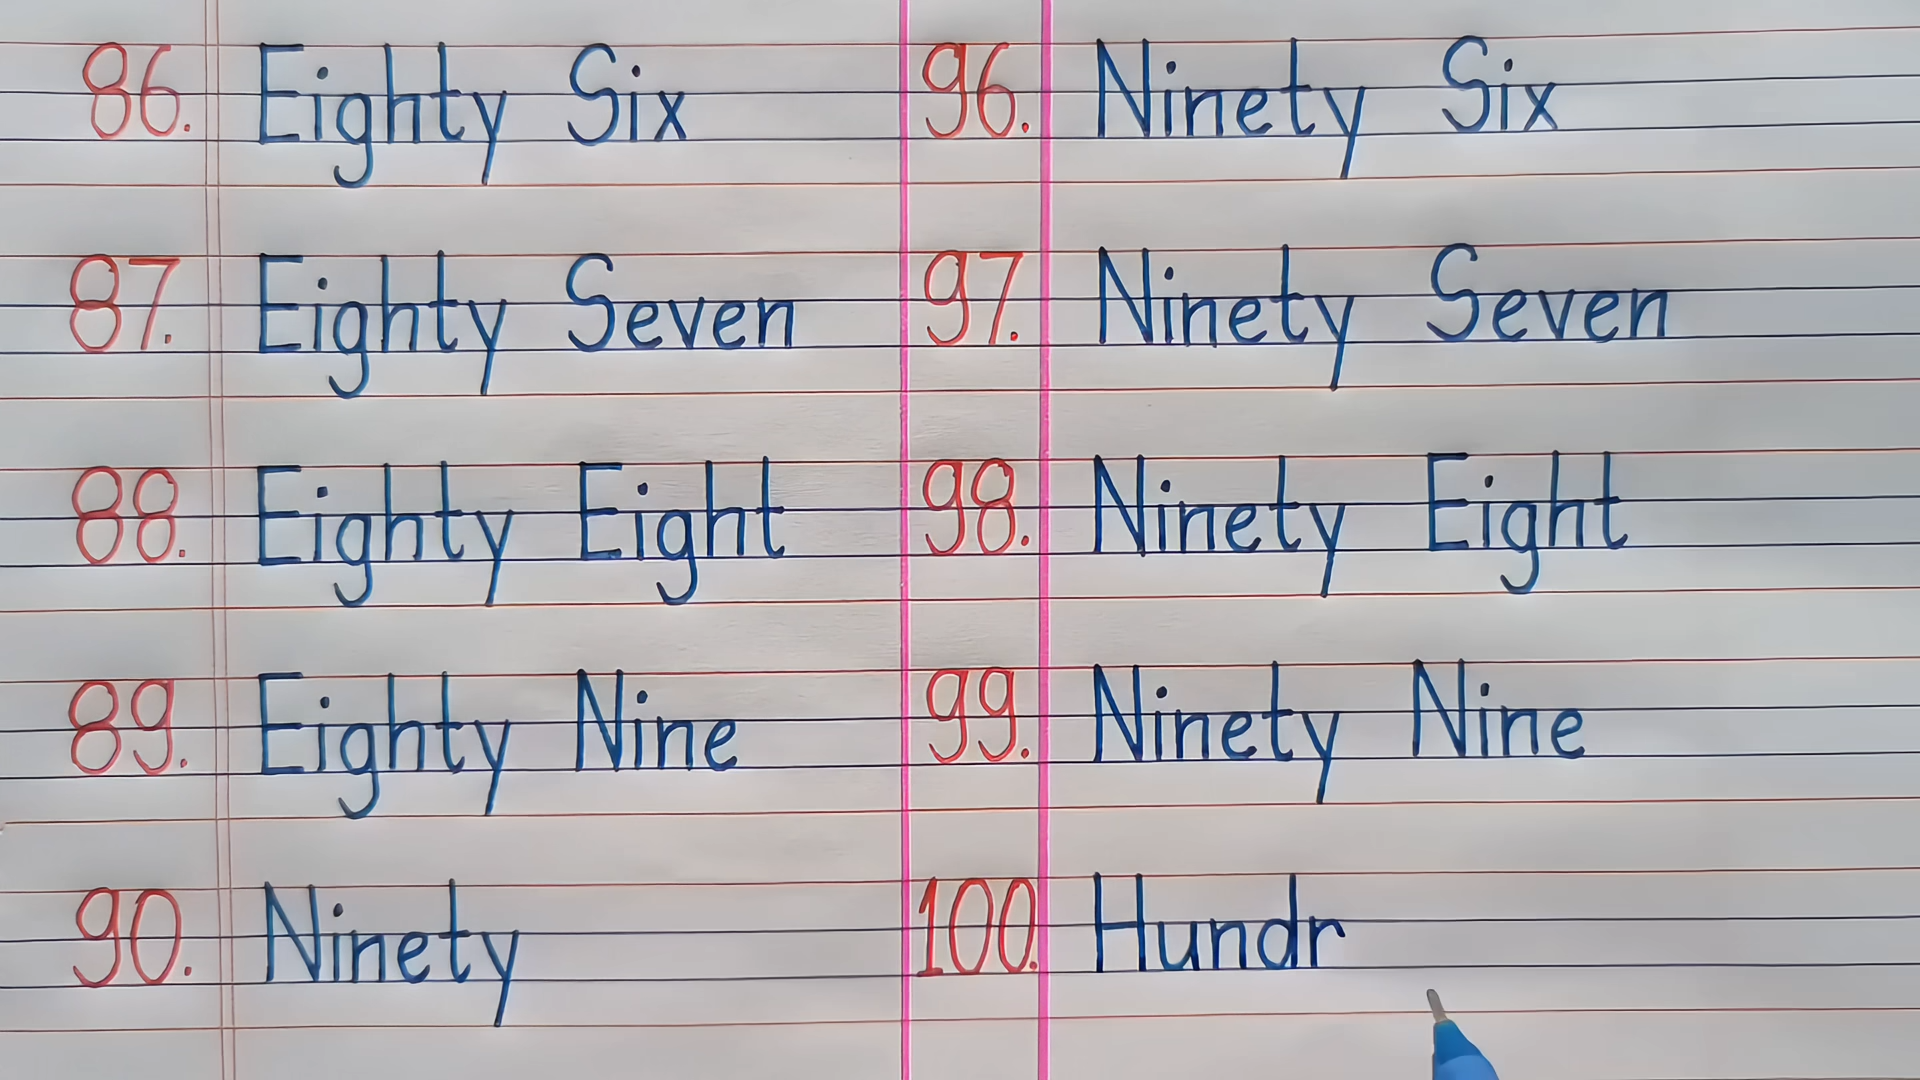 86. Eighty Six
87. Eighty Seven
88. Eighty Eight
89. Eighty Nine
90. Ninety
96. Ninety Six
97. Ninety Seven
98. Ninety Eight
99. Ninety Nine
100. Hundr